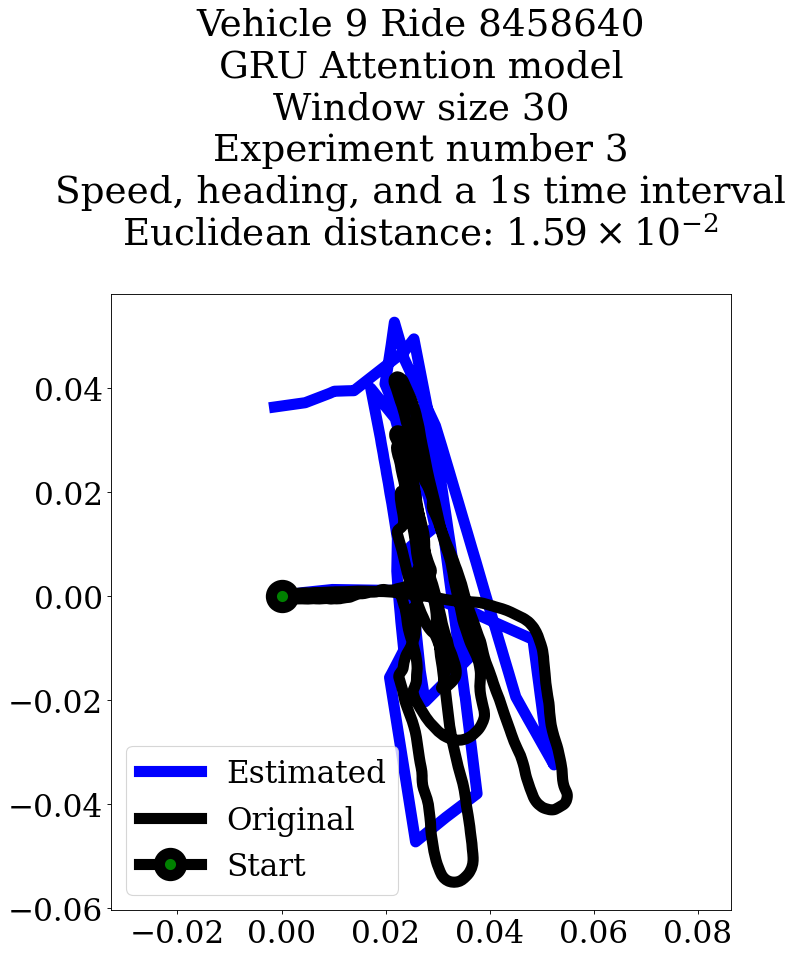 Vehicle 9 Ride 8458640
GRU Attention model
Window size 30
Experiment number 3
Speed, heading, and a 1s time interval
Euclidean distance: 1.59 × 10⁻²
0.04
0.02
0.00
−0.02
−0.04
−0.06
Estimated
Original
Start
−0.02 0.00 0.02 0.04 0.06 0.08